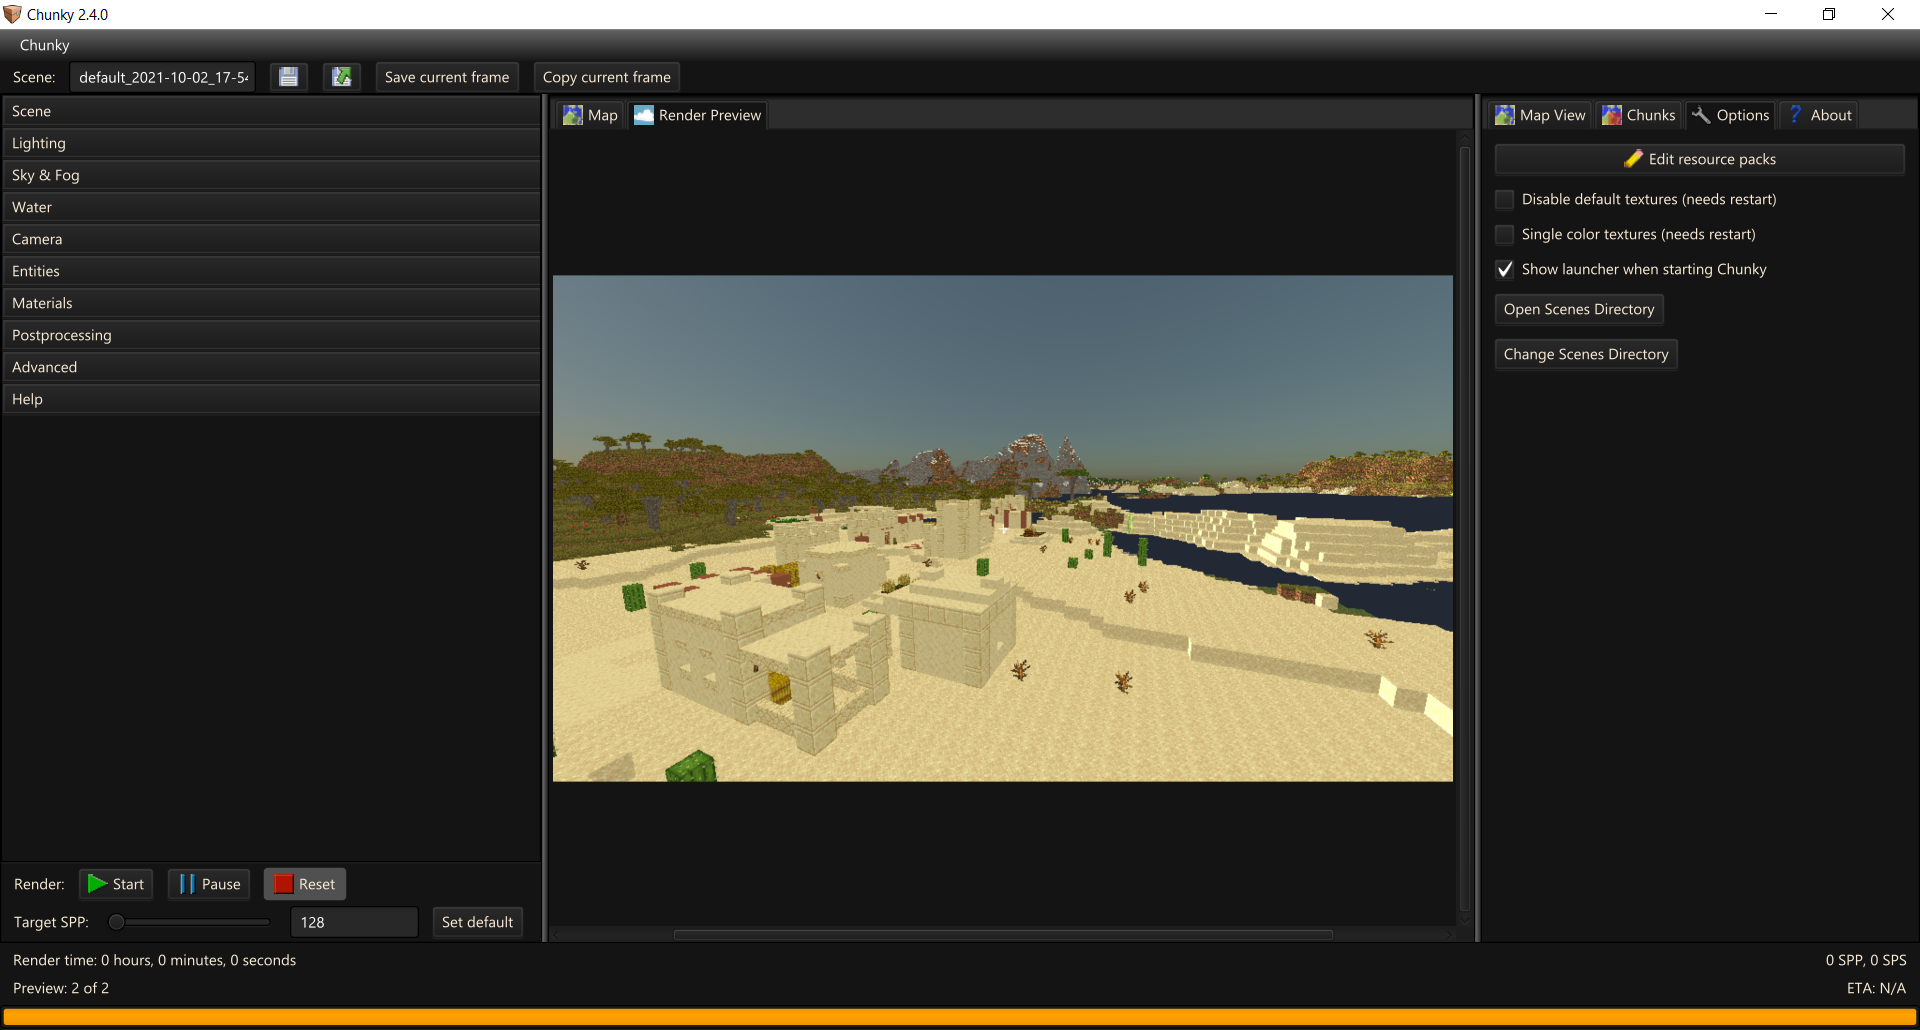 Chunky 2.4.0
Chunky
Scene: default_2021-10-02_17-54 Save current frame Copy current frame
Scene
Lighting
Sky & Fog
Water
Camera
Entities
Materials
Postprocessing
Advanced
Help
Map Render Preview
Map View Chunks Options ? About
Edit resource packs
Disable default textures (needs restart)
Single color textures (needs restart)
Show launcher when starting Chunky
Open Scenes Directory
Change Scenes Directory
Render: Start Pause Reset
Target SPP: 128 Set default
Render time: 0 hours, 0 minutes, 0 seconds
0 SPP, 0 SPS
Preview: 2 of 2
ETA: N/A